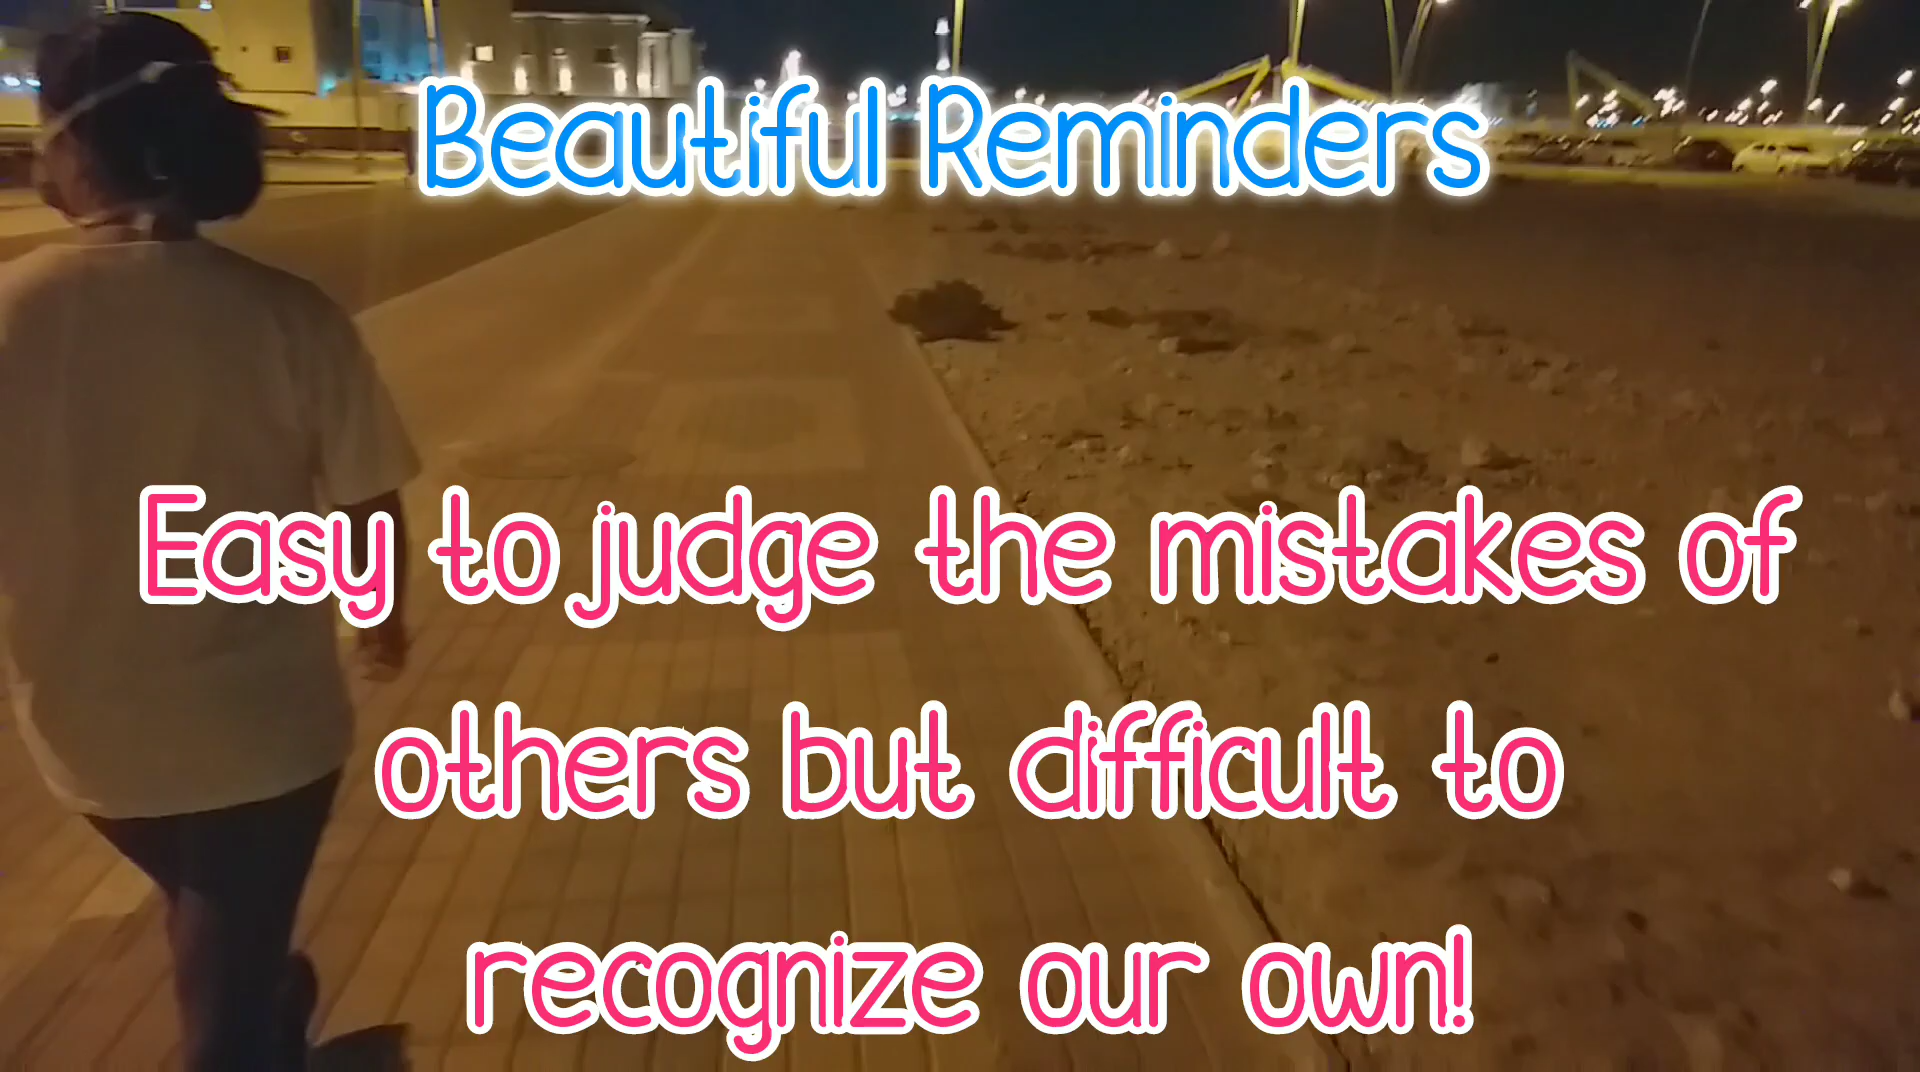 Beautiful Reminders
Easy to judge the mistakes of
others but difficult to
recognize our own!